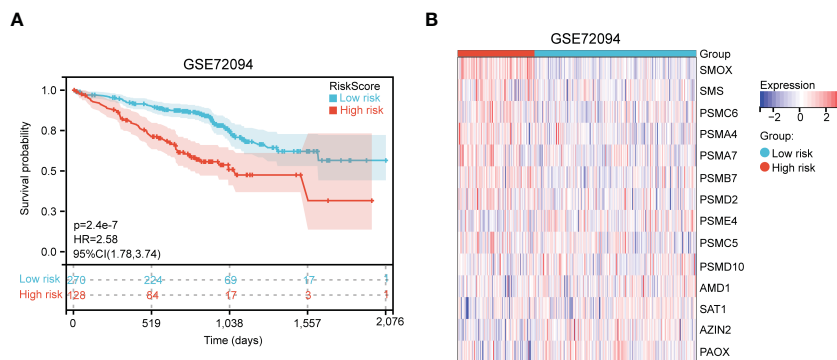 A
GSE72094
RiskScore
Low risk
High risk
Survival probability
1.0
0.8
0.5
0.3
0.0
p=2.4e-7
HR=2.58
95%CI(1.78,3.74)
Low risk 270 224 69 17 1
High risk 128 64 17 3 1
0 519 1,038 1,557 2,076
Time (days)
B
GSE72094
Group
SMOX
SMS
PSMC6
PSMA4
PSMA7
PSMB7
PSMD2
PSME4
PSMC5
PSMD10
AMD1
SAT1
AZIN2
PAOX
Expression
−2 0 2
Group:
Low risk
High risk